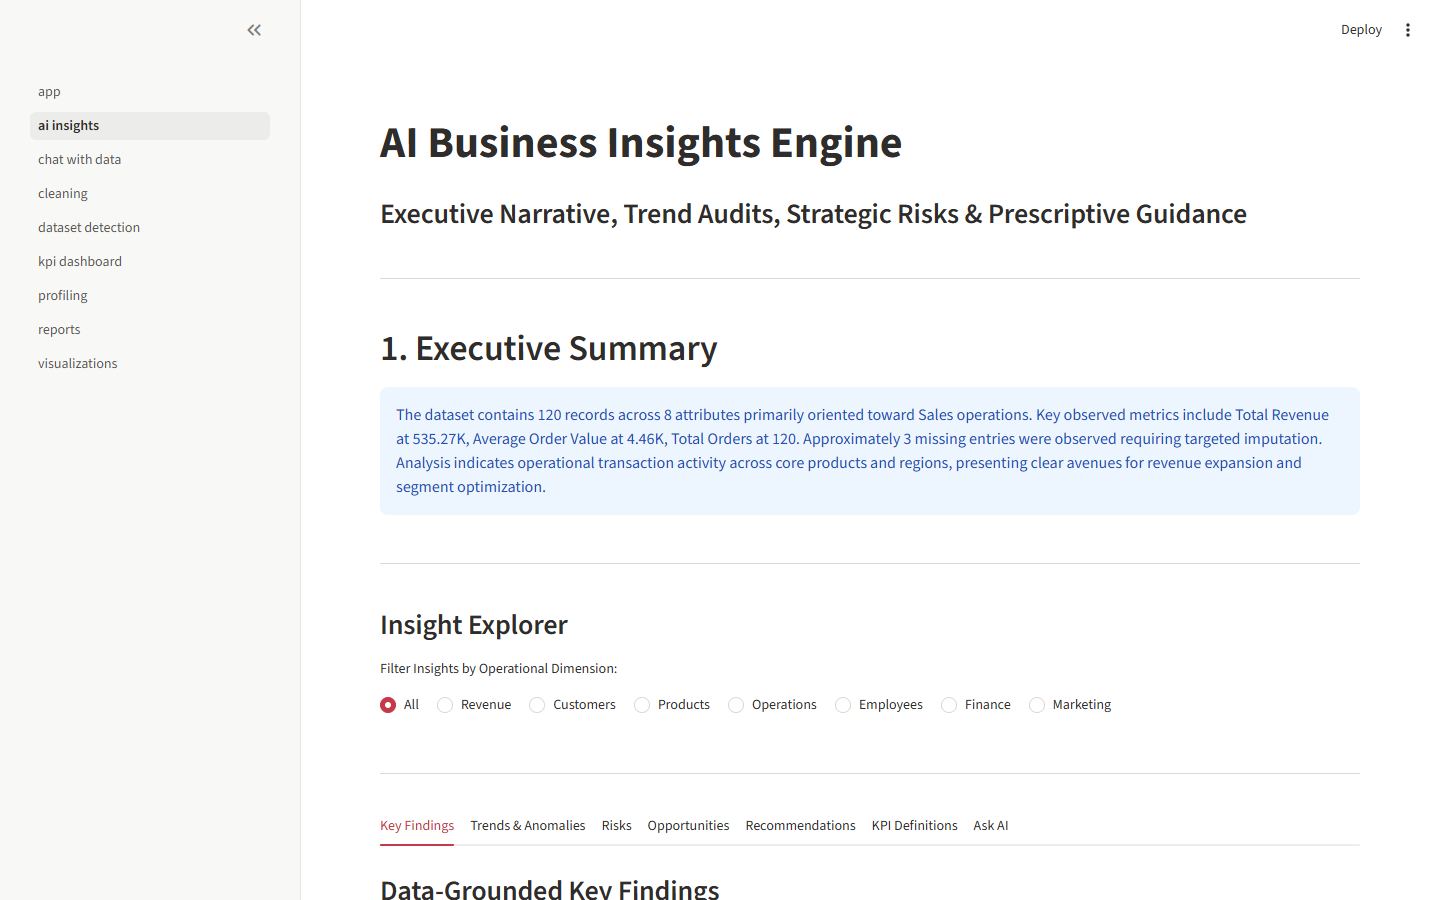 Deploy
app
ai insights
chat with data
cleaning
dataset detection
kpi dashboard
profiling
reports
visualizations
AI Business Insights Engine
Executive Narrative, Trend Audits, Strategic Risks & Prescriptive Guidance
1. Executive Summary
The dataset contains 120 records across 8 attributes primarily oriented toward Sales operations. Key observed metrics include Total Revenue
at 535.27K, Average Order Value at 4.46K, Total Orders at 120. Approximately 3 missing entries were observed requiring targeted imputation.
Analysis indicates operational transaction activity across core products and regions, presenting clear avenues for revenue expansion and
segment optimization.
Insight Explorer
Filter Insights by Operational Dimension:
All Revenue Customers Products Operations Employees Finance Marketing
Key Findings Trends & Anomalies Risks Opportunities Recommendations KPI Definitions Ask AI
Data-Grounded Key Findings